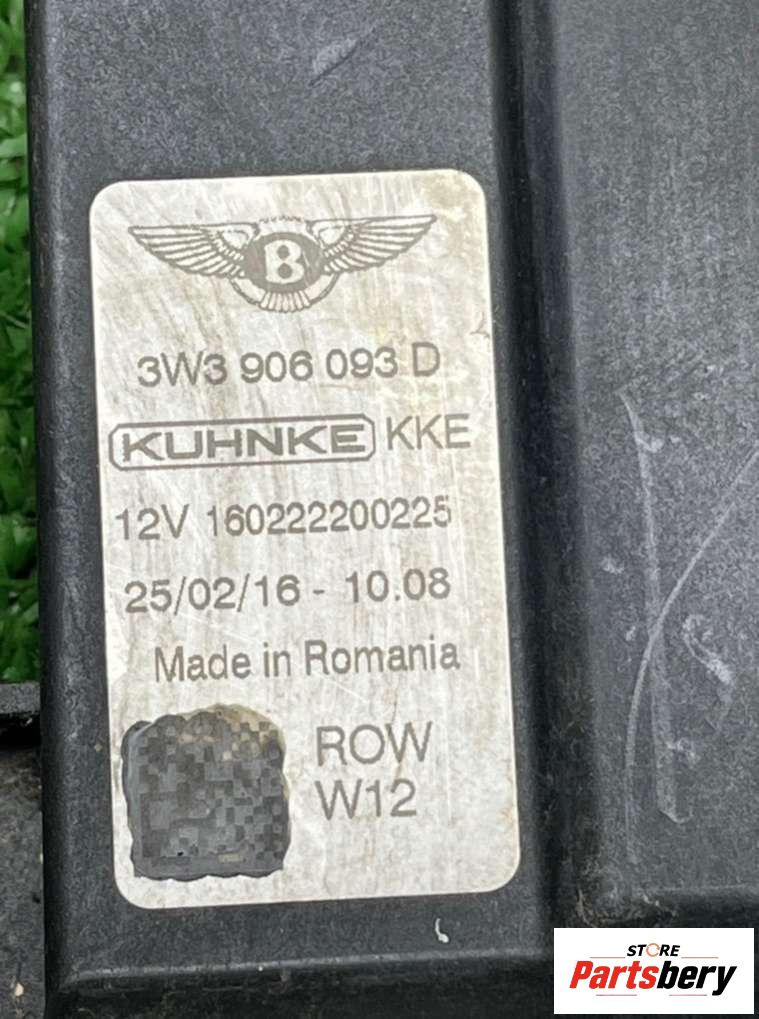 B
3W3 906 093 D
KUHNKE KKE
12V 160222200225
25/02/16 - 10.08
Made in Romania
ROW
W12
STORE
Partsbery